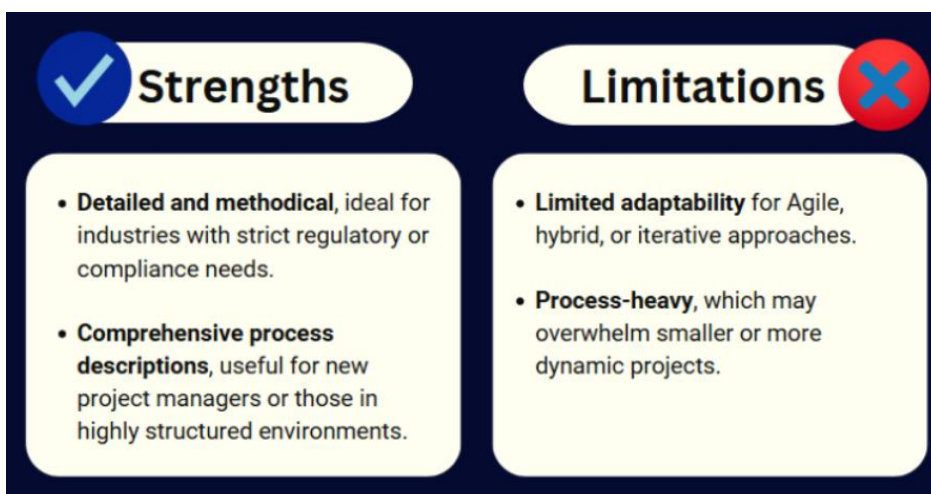 Strengths
• Detailed and methodical, ideal for
industries with strict regulatory or
compliance needs.
• Comprehensive process
descriptions, useful for new
project managers or those in
highly structured environments.
Limitations
• Limited adaptability for Agile,
hybrid, or iterative approaches.
• Process-heavy, which may
overwhelm smaller or more
dynamic projects.